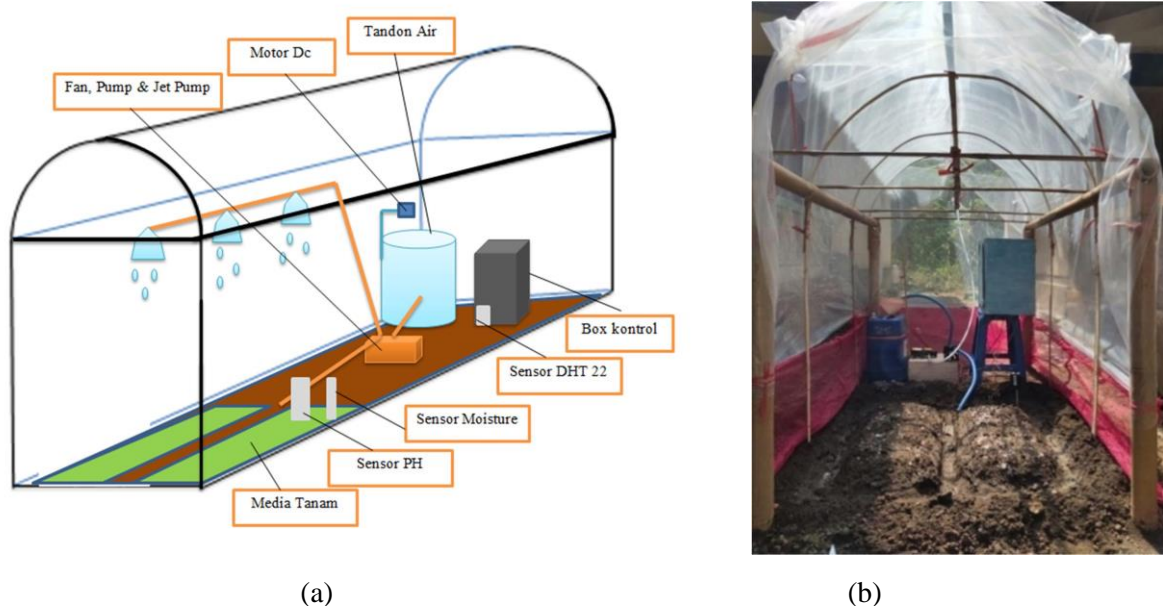 Tandon Air
Motor Dc
Fan, Pump & Jet Pump
Box kontrol
Sensor DHT 22
Sensor Moisture
Sensor PH
Media Tanam
(a)
(b)